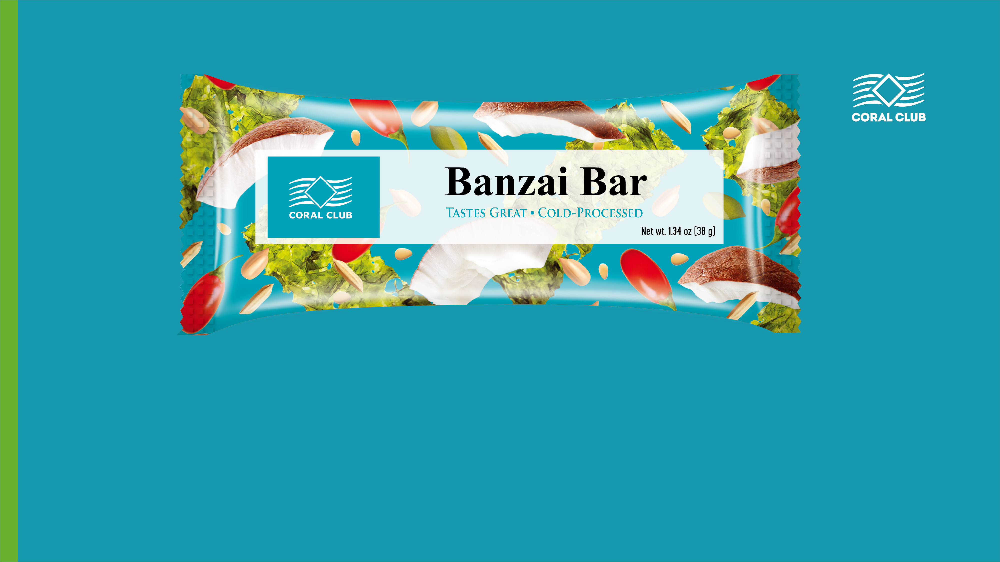 CORAL CLUB
Banzai Bar
TASTES GREAT • COLD-PROCESSED
Net wt. 1.34 oz (38 g)
CORAL CLUB